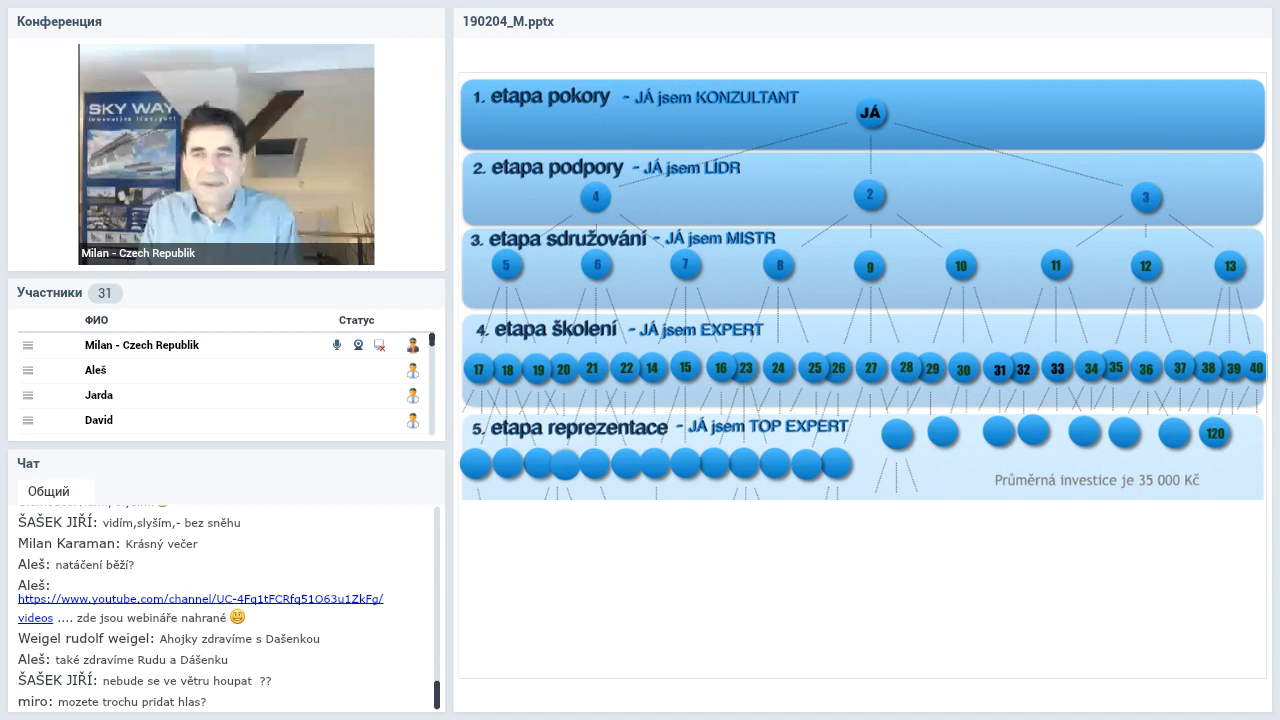 Конференция
SKY WAY
Milan - Czech Republik
Участники 31
ФИО Статус
Milan - Czech Republik
Aleš
Jarda
David
Чат
Общий
ŠAŠEK JIŘÍ: vidím,slyším,- bez sněhu
Milan Karaman: Krásný večer
Aleš: natáčení běží?
Aleš:
https://www.youtube.com/channel/UC-4Fq1tFCRfq51O63u1ZkFg/
videos .... zde jsou webináře nahrané
Weigel rudolf weigel: Ahojky zdravíme s Dašenkou
Aleš: také zdravíme Rudu a Dášenku
ŠAŠEK JIŘÍ: nebude se ve větru houpat ??
miro: mozete trochu pridat hlas?
190204_M.pptx
1. etapa pokory - JÁ jsem KONZULTANT
JÁ
2. etapa podpory - JÁ jsem LÍDR
4 2 3
3. etapa sdružování - JÁ jsem MISTR
5 6 7 8 9 10 11 12 13
4. etapa školení - JÁ jsem EXPERT
17 18 19 20 21 22 14 15 16 23 24 25 26 27 28 29 30 31 32 33 34 35 36 37 38 39 40
5. etapa reprezentace - JÁ jsem TOP EXPERT
120
Průměrná investice je 35 000 Kč